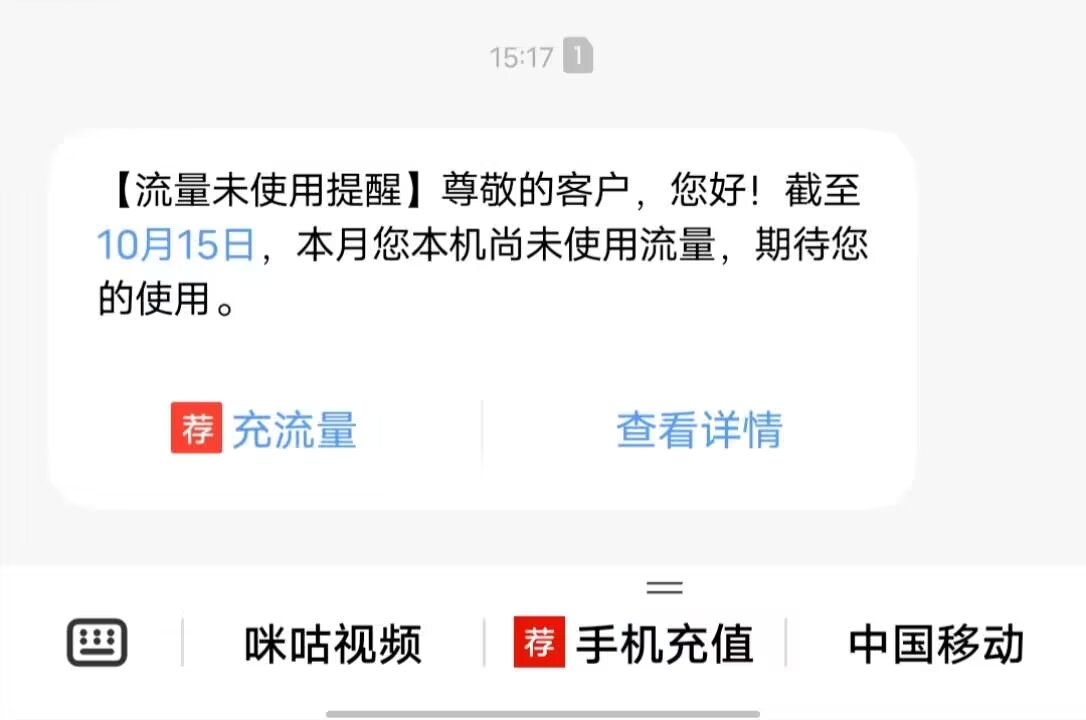 15:17 1
【流量未使用提醒】尊敬的客户，您好！截至
10月15日，本月您本机尚未使用流量，期待您
的使用。
荐 充流量 查看详情
咪咕视频 荐 手机充值 中国移动